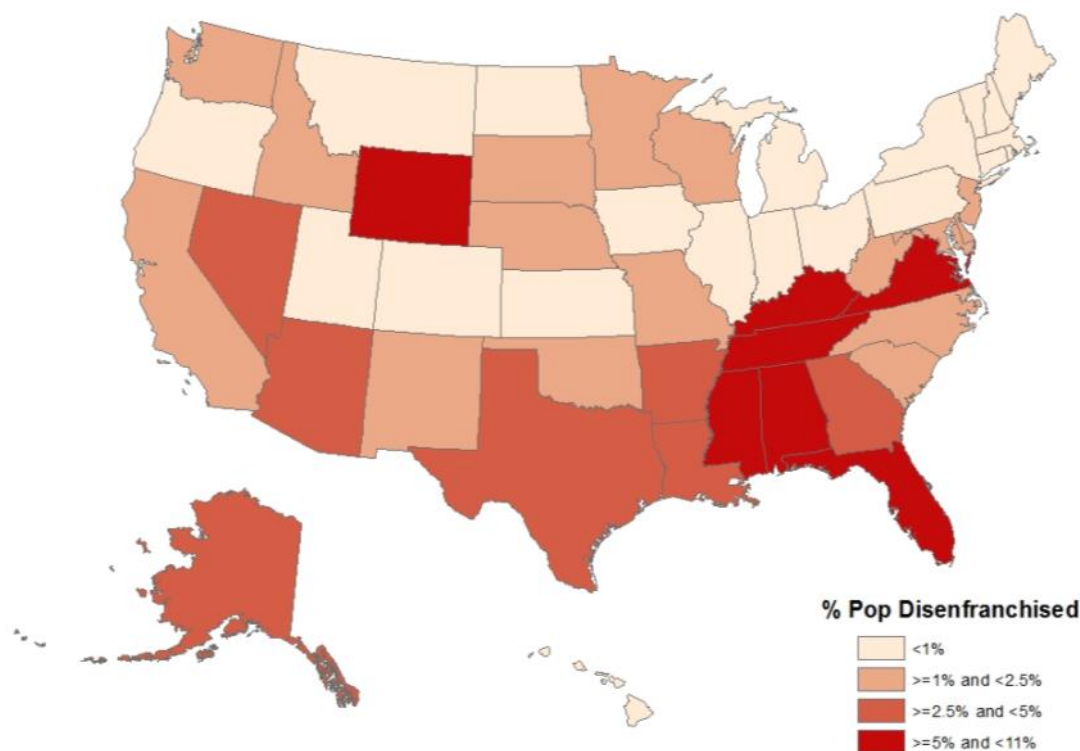 % Pop Disenfranchised
<1%
>=1% and <2.5%
>=2.5% and <5%
>=5% and <11%